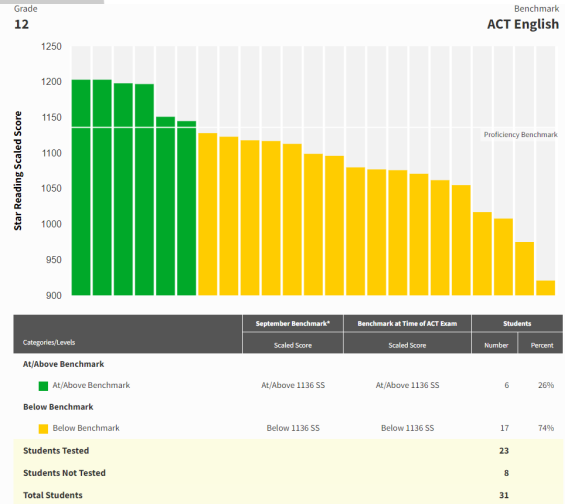 Grade
Benchmark
12
ACT English
1250
1200
1150
1100
1050
1000
950
900
Star Reading Scaled Score
Proficiency Benchmark
September Benchmark* Benchmark at Time of ACT Exam Students
Categories/Levels Scaled Score Scaled Score Number Percent
At/Above Benchmark
At/Above Benchmark At/Above 1136 SS At/Above 1136 SS 6 26%
Below Benchmark
Below Benchmark Below 1136 SS Below 1136 SS 17 74%
Students Tested 23
Students Not Tested 8
Total Students 31